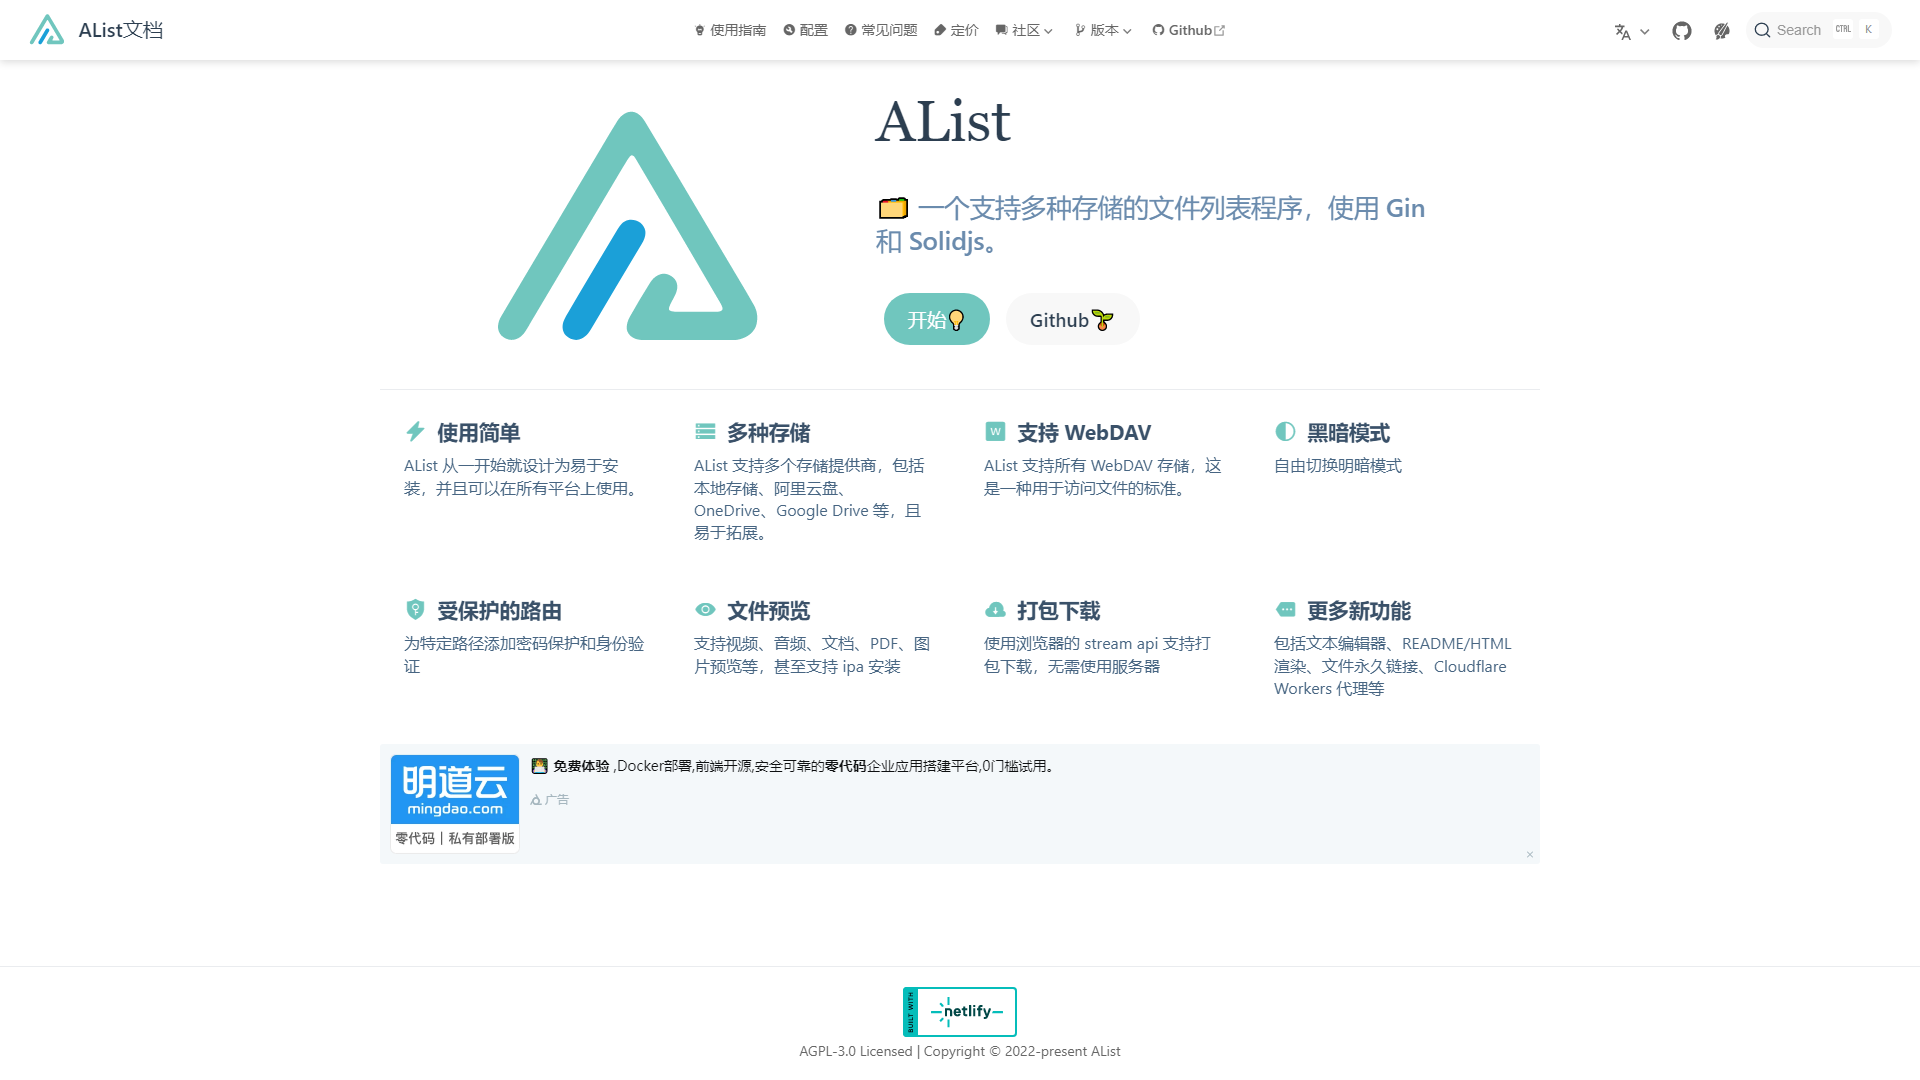 AList文档
使用指南
配置
常见问题
定价
社区
版本
Github
Search
CTRL
K
AList
🗂️ 一个支持多种存储的文件列表程序，使用 Gin
和 Solidjs。
开始💡
Github🌱
使用简单
AList 从一开始就设计为易于安
装，并且可以在所有平台上使用。
多种存储
AList 支持多个存储提供商，包括
本地存储、阿里云盘、
OneDrive、Google Drive 等，且
易于拓展。
W
支持 WebDAV
AList 支持所有 WebDAV 存储，这
是一种用于访问文件的标准。
黑暗模式
自由切换明暗模式
受保护的路由
为特定路径添加密码保护和身份验
证
文件预览
支持视频、音频、文档、PDF、图
片预览等，甚至支持 ipa 安装
打包下载
使用浏览器的 stream api 支持打
包下载，无需使用服务器
更多新功能
包括文本编辑器、README/HTML
渲染、文件永久链接、Cloudflare
Workers 代理等
明道云
mingdao.com
零代码｜私有部署版
免费体验 ,Docker部署,前端开源,安全可靠的零代码企业应用搭建平台,0门槛试用。
广告
×
BUILT WITH
netlify
AGPL-3.0 Licensed | Copyright © 2022-present AList